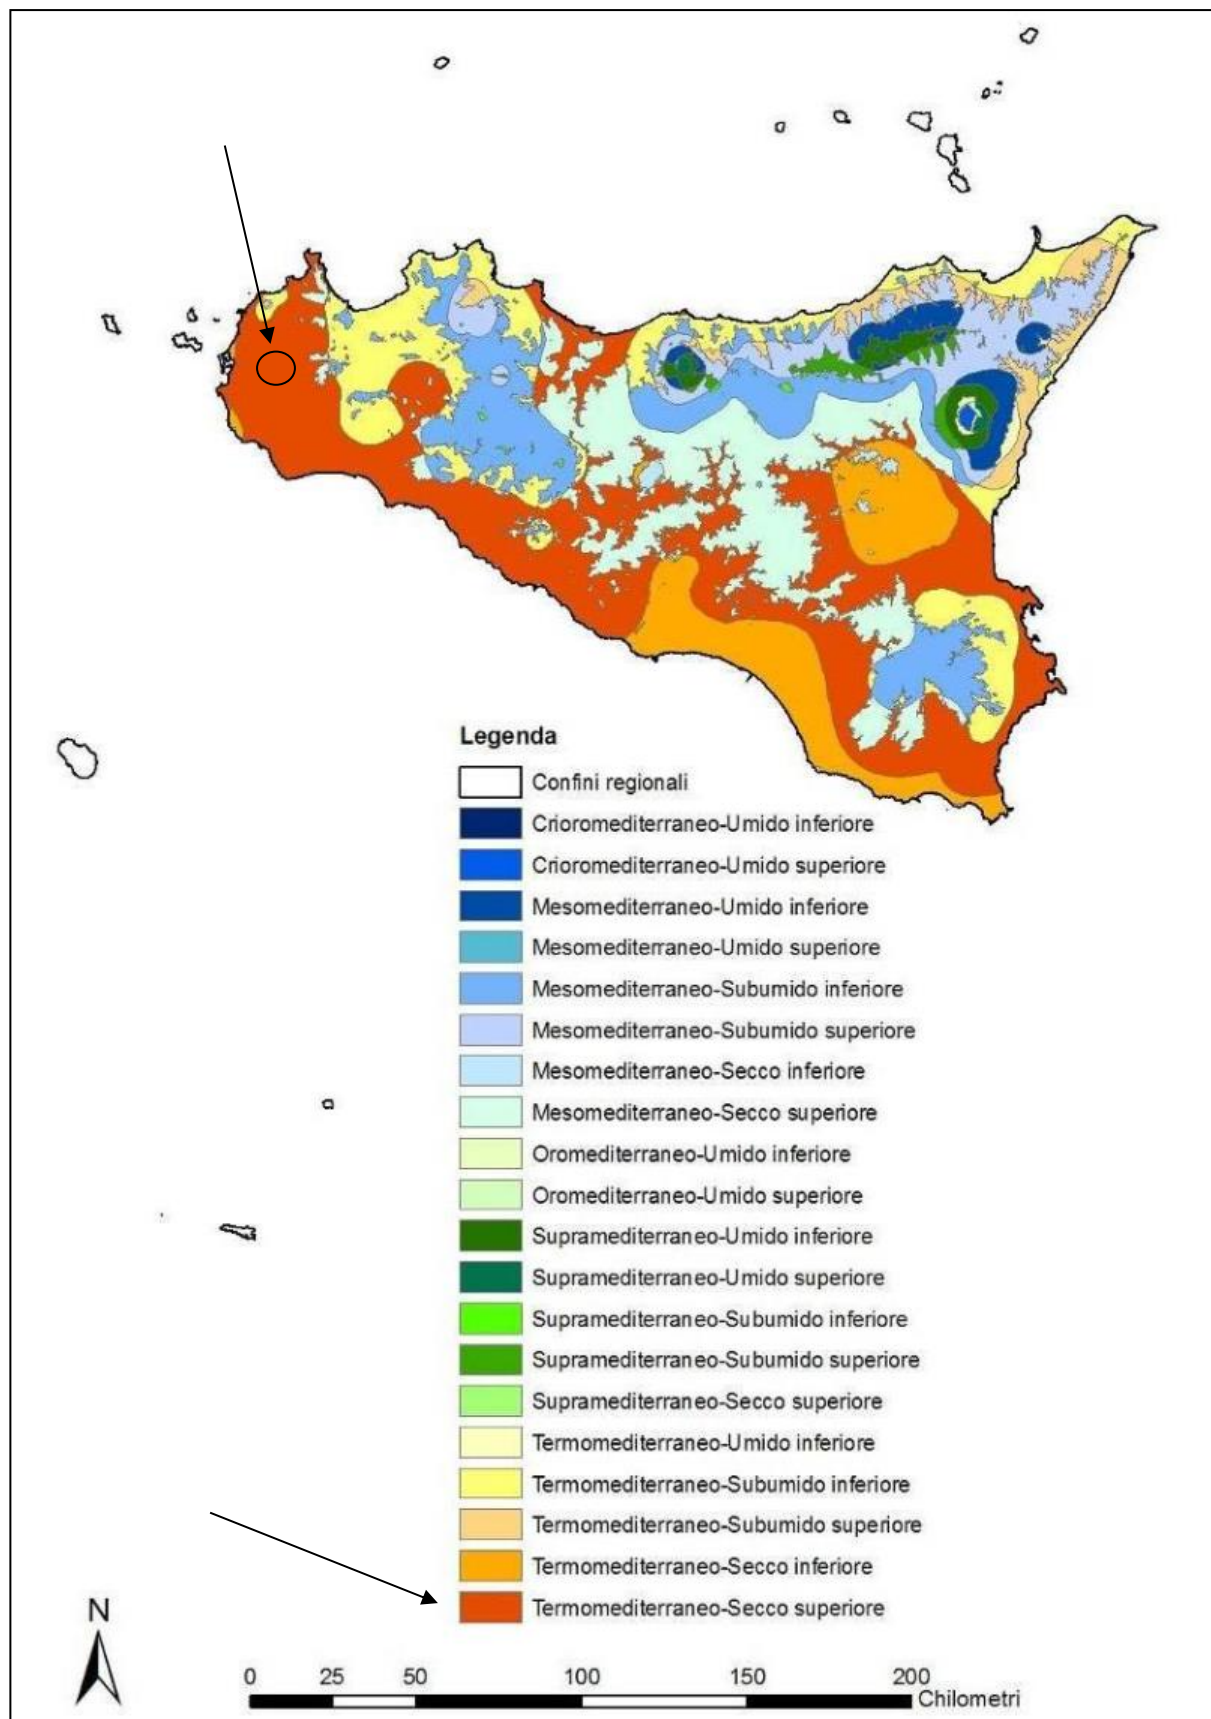 Legenda
Confini regionali
Crioromediterraneo-Umido inferiore
Crioromediterraneo-Umido superiore
Mesomediterraneo-Umido inferiore
Mesomediterraneo-Umido superiore
Mesomediterraneo-Subumido inferiore
Mesomediterraneo-Subumido superiore
Mesomediterraneo-Secco inferiore
Mesomediterraneo-Secco superiore
Oromediterraneo-Umido inferiore
Oromediterraneo-Umido superiore
Supramediterraneo-Umido inferiore
Supramediterraneo-Umido superiore
Supramediterraneo-Subumido inferiore
Supramediterraneo-Subumido superiore
Supramediterraneo-Secco superiore
Termomediterraneo-Umido inferiore
Termomediterraneo-Subumido inferiore
Termomediterraneo-Subumido superiore
Termomediterraneo-Secco inferiore
Termomediterraneo-Secco superiore
N
0 25 50 100 150 200
Chilometri